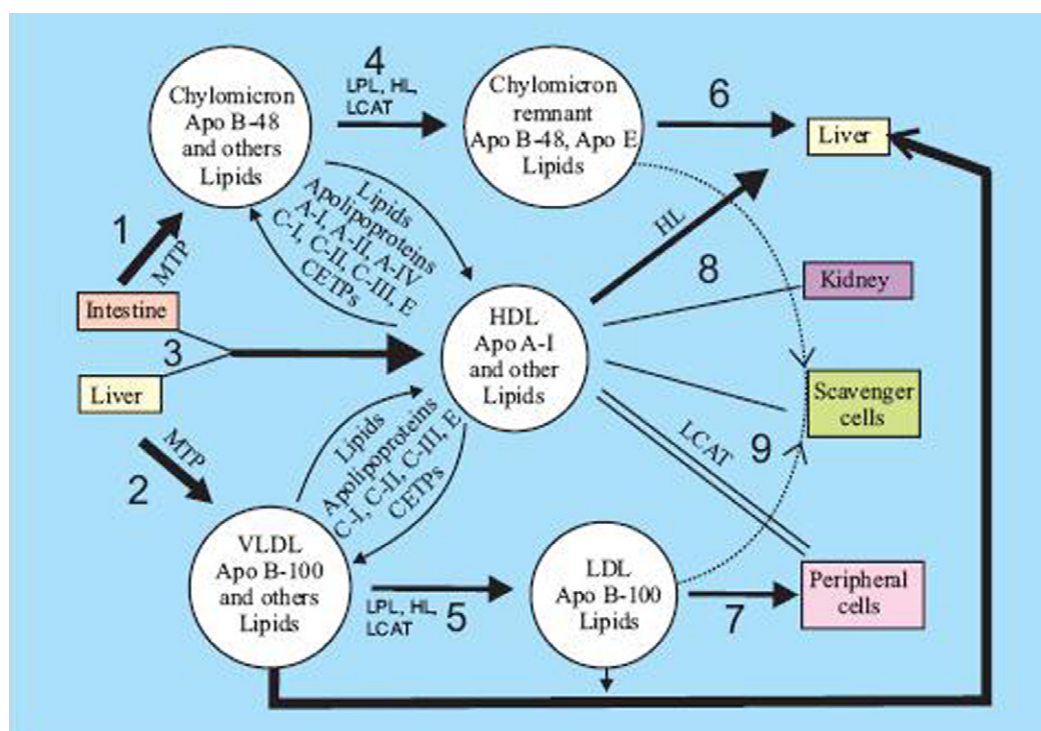 Chylomicron
Apo B-48
and others
Lipids
4
LPL, HL,
LCAT
Chylomicron
remnant
Apo B-48, Apo E
Lipids
6
Liver
1
MTP
Lipids
Apolipoproteins
A-I, A-II, A-IV
C-I, C-II, C-III, E
CETPs
HL
8
Kidney
Intestine
3
Liver
HDL
Apo A-I
and other
Lipids
Scavenger
cells
LCAT
9
MTP
2
Lipids
Apolipoproteins
C-I, C-II, C-III, E
CETPs
VLDL
Apo B-100
and others
Lipids
LPL, HL,
LCAT
5
LDL
Apo B-100
Lipids
7
Peripheral
cells